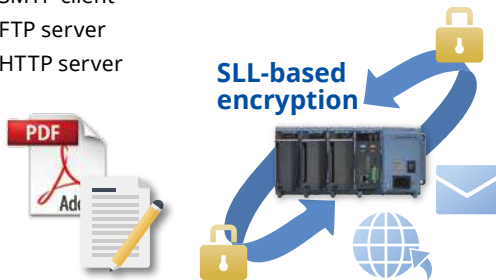 SMTP client
FTP server
HTTP server
SLL-based
encryption
PDF